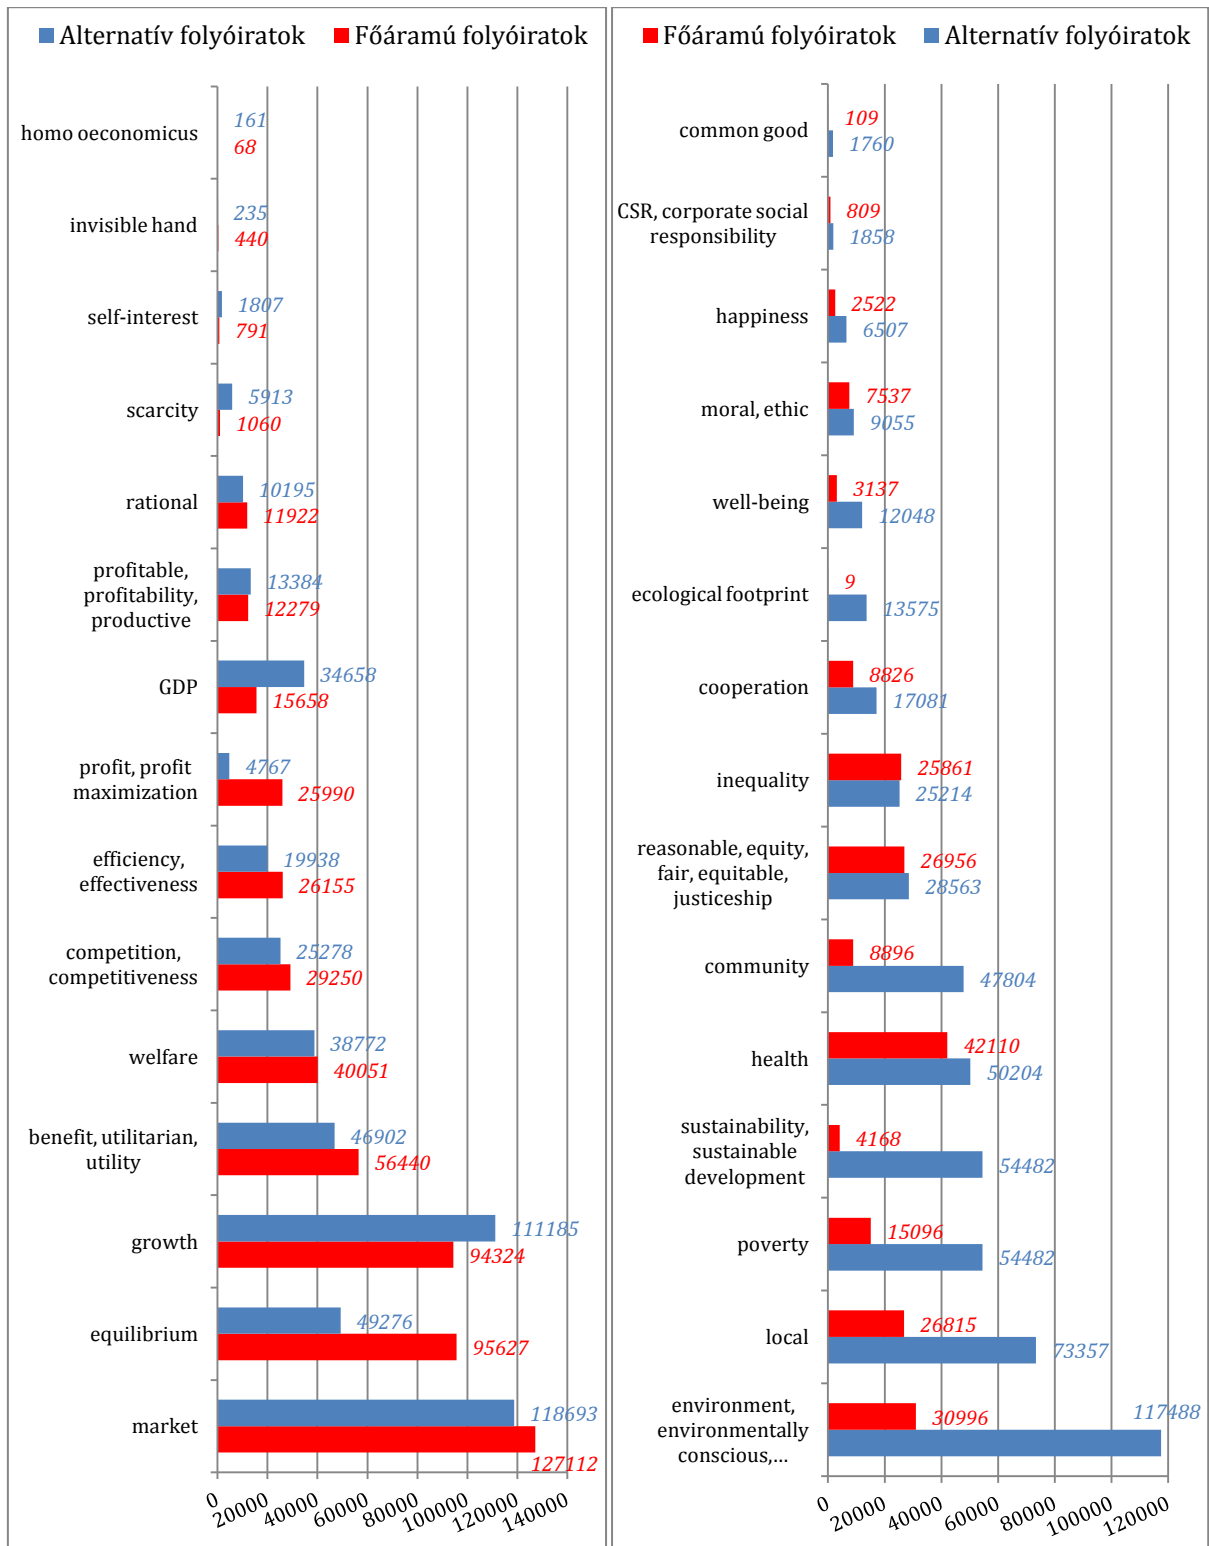 Alternatív folyóiratok Főáramú folyóiratok
homo oeconomicus
161
68
invisible hand
235
440
self-interest
1807
791
scarcity
5913
1060
rational
10195
11922
profitable,
profitability,
productive
13384
12279
GDP
34658
15658
profit, profit
maximization
4767
25990
efficiency,
effectiveness
19938
26155
competition,
competitiveness
25278
29250
welfare
38772
40051
benefit, utilitarian,
utility
46902
56440
growth
111185
94324
equilibrium
49276
95627
market
118693
127112
0 20000 40000 60000 80000 100000 120000 140000
Főáramú folyóiratok Alternatív folyóiratok
common good
109
1760
CSR, corporate social
responsibility
809
1858
happiness
2522
6507
moral, ethic
7537
9055
well-being
3137
12048
ecological footprint
9
13575
cooperation
8826
17081
inequality
25861
25214
reasonable, equity,
fair, equitable,
justiceship
26956
28563
community
8896
47804
health
42110
50204
sustainability,
sustainable
development
4168
54482
poverty
15096
54482
local
26815
73357
environment,
environmentally
conscious,...
30996
117488
0 20000 40000 60000 80000 100000 120000